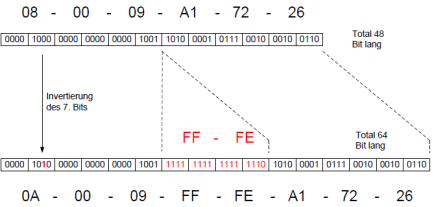 08 - 00 - 09 - A1 - 72 - 26
0000 1000 0000 0000 0000 1001 1010 0001 0111 0010 0010 0110
Total 48
Bit lang
Invertierung
des 7. Bits
FF - FE
Total 64
Bit lang
0000 1010 0000 0000 0000 1001 1111 1111 1111 1110 1010 0001 0111 0010 0010 0110
0A - 00 - 09 - FF - FE - A1 - 72 - 26